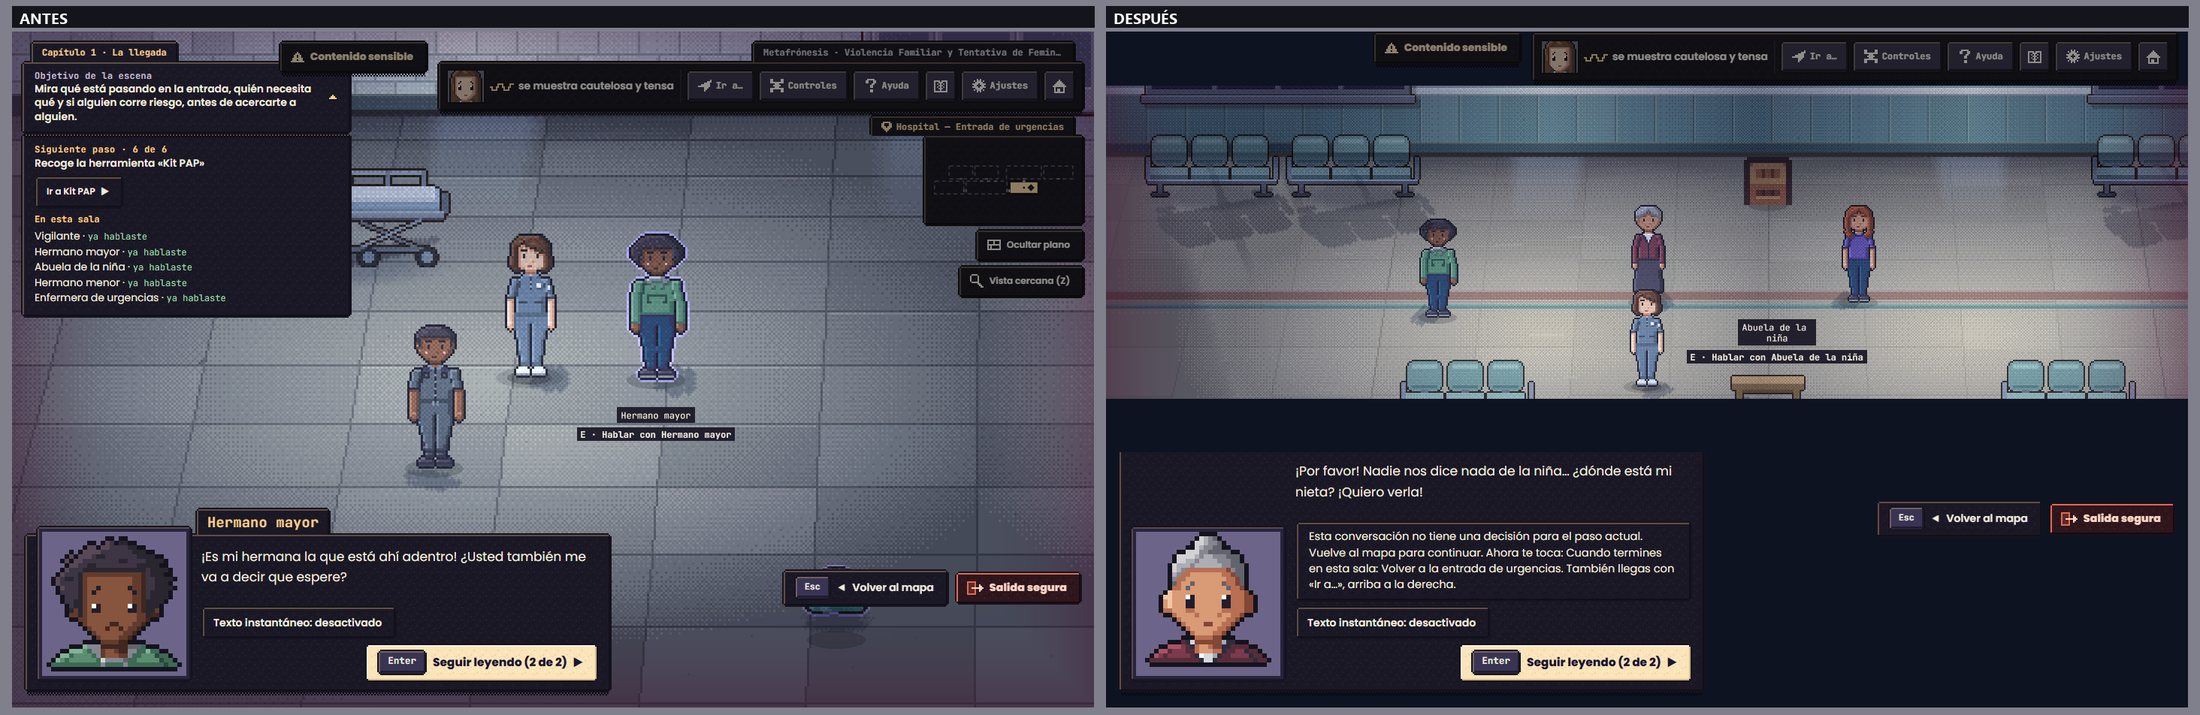 ANTES
Capítulo 1 · La llegada
Contenido sensible
Metafrónesis · Violencia Familiar y Tentativa de Femin…
Objetivo de la escena
Mira qué está pasando en la entrada, quién necesita
qué y si alguien corre riesgo, antes de acercarte a
alguien.
se muestra cautelosa y tensa
Ir a…
Controles
Ayuda
Ajustes
Hospital — Entrada de urgencias
Siguiente paso · 6 de 6
Recoge la herramienta «Kit PAP»
Ir a Kit PAP ▶
En esta sala
Vigilante · ya hablaste
Hermano mayor · ya hablaste
Abuela de la niña · ya hablaste
Hermano menor · ya hablaste
Enfermera de urgencias · ya hablaste
Ocultar plano
Vista cercana (Z)
Hermano mayor
E · Hablar con Hermano mayor
Hermano mayor
¡Es mi hermana la que está ahí adentro! ¿Usted también me
va a decir que espere?
Texto instantáneo: desactivado
Enter Seguir leyendo (2 de 2) ▶
Esc ◀ Volver al mapa
Salida segura
DESPUÉS
Contenido sensible
se muestra cautelosa y tensa
Ir a…
Controles
Ayuda
Ajustes
Abuela de la
niña
E · Hablar con Abuela de la niña
¡Por favor! Nadie nos dice nada de la niña… ¿dónde está mi
nieta? ¡Quiero verla!
Esta conversación no tiene una decisión para el paso actual.
Vuelve al mapa para continuar. Ahora te toca: Cuando termines
en esta sala: Volver a la entrada de urgencias. También llegas con
«Ir a…», arriba a la derecha.
Texto instantáneo: desactivado
Enter Seguir leyendo (2 de 2) ▶
Esc ◀ Volver al mapa
Salida segura